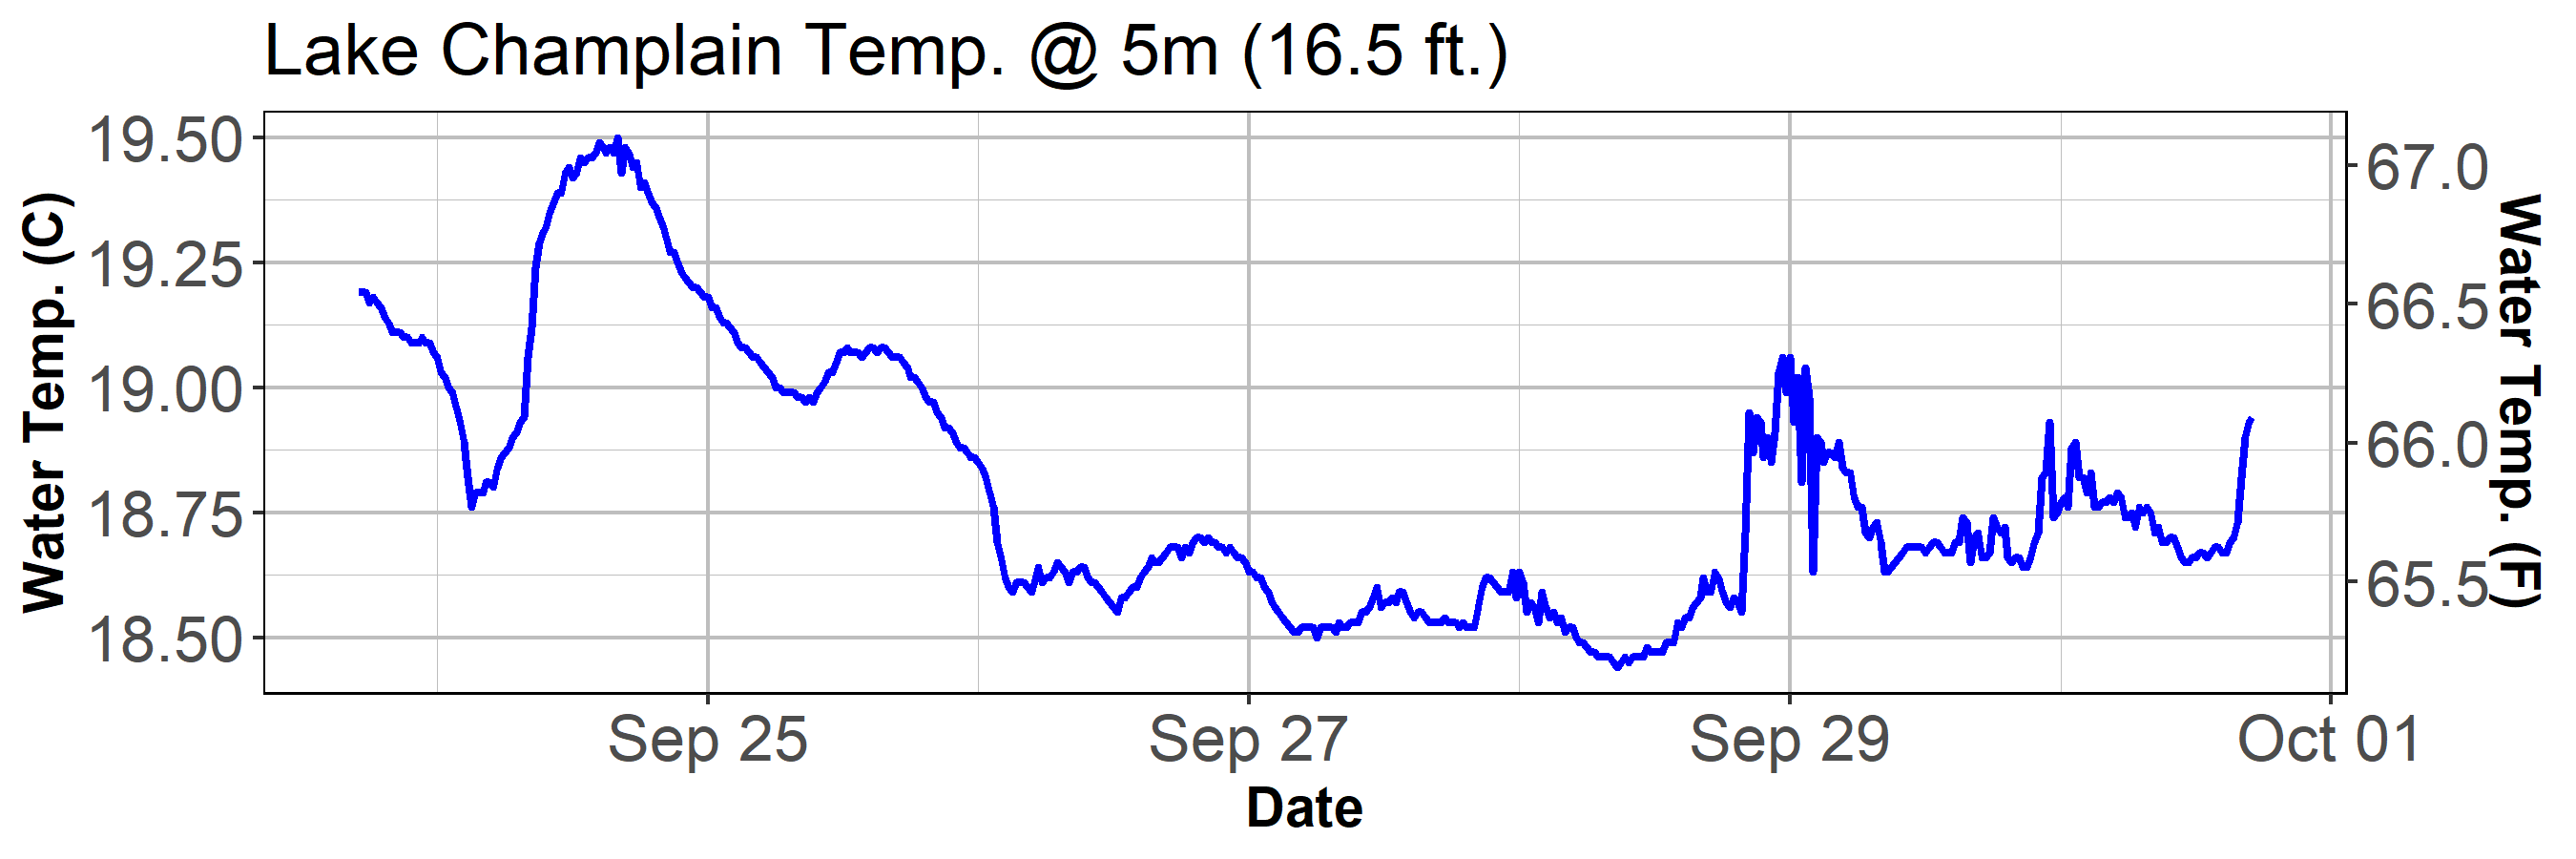 Lake Champlain Temp. @ 5m (16.5 ft.)
Water Temp. (C)
19.50
19.25
19.00
18.75
18.50
67.0
66.5
66.0
65.5
Water Temp. (F)
Sep 25
Sep 27
Sep 29
Oct 01
Date